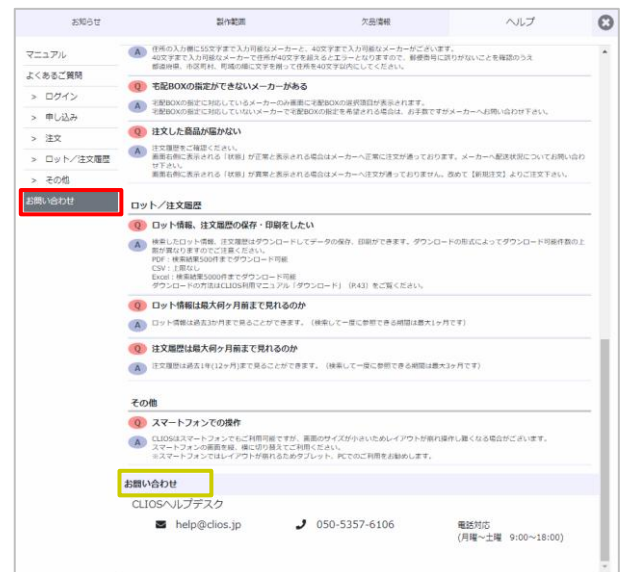 お知らせ
製作範囲
欠品情報
ヘルプ
マニュアル
よくあるご質問
> ログイン
> 申し込み
> 注文
> ロット/注文履歴
> その他
お問い合わせ
A 住所の入力欄に55文字まで入力可能なメーカーと、40文字まで入力可能なメーカーがございます。
40文字まで入力可能なメーカーで住所が40文字を超えるとエラーとなりますので、郵便番号に誤りがないことを確認のうえ
都道府県、市区町村、町域の欄に文字を割って住所を40文字以内にしてください。
Q 宅配BOXの指定ができないメーカーがある
A 宅配BOXの指定に対応しているメーカーのみ画面に宅配BOXの選択項目が表示されます。
宅配BOXの指定に対応していないメーカーで宅配BOXの指定を希望される場合は、お手数ですがメーカーへお問い合わせ下さい。
Q 注文した商品が届かない
A 注文履歴をご確認ください。
画面右側に表示される「状態」が正常と表示される場合はメーカーへ正常に注文が通っております。メーカーへ配送状況についてお問い合わ
せ下さい。
画面右側に表示される「状態」が異常と表示される場合はメーカーへ注文が通っておりません。改めて【新規注文】よりご注文下さい。
ロット/注文履歴
Q ロット情報、注文履歴の保存・印刷をしたい
A 検索したロット情報、注文履歴はダウンロードしてデータの保存、印刷ができます。ダウンロードの形式によってダウンロード可能件数の上
限が異なりますのでご注意ください。
PDF:検索結果500件までダウンロード可能
CSV:上限なし
Excel:検索結果5000件までダウンロード可能
ダウンロードの方法はCLIOS利用マニュアル「ダウンロード」(P.43)をご覧ください。
Q ロット情報は最大何ヶ月前まで見れるのか
A ロット情報は過去3か月まで見ることができます。(検索して一度に参照できる期間は最大1ヶ月です)
Q 注文履歴は最大何ヶ月前まで見れるのか
A 注文履歴は過去1年(12ヶ月)まで見ることができます。(検索して一度に参照できる期間は最大3ヶ月です)
その他
Q スマートフォンでの操作
A CLIOSはスマートフォンでもご利用可能ですが、画面のサイズが小さいためレイアウトが崩れ操作し難くなる場合がございます。
スマートフォンの画面を縦、横に切り替えてご利用ください。
※スマートフォンではレイアウトが崩れるためタブレット、PCでのご利用をお勧めします。
お問い合わせ
CLIOSヘルプデスク
help@clios.jp
050-5357-6106
電話対応
(月曜~土曜 9:00~18:00)